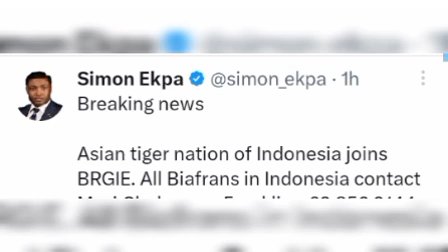 Simon Ekpa @simon_ekpa · 1h
Breaking news
Asian tiger nation of Indonesia joins
BRGIE. All Biafrans in Indonesia contact